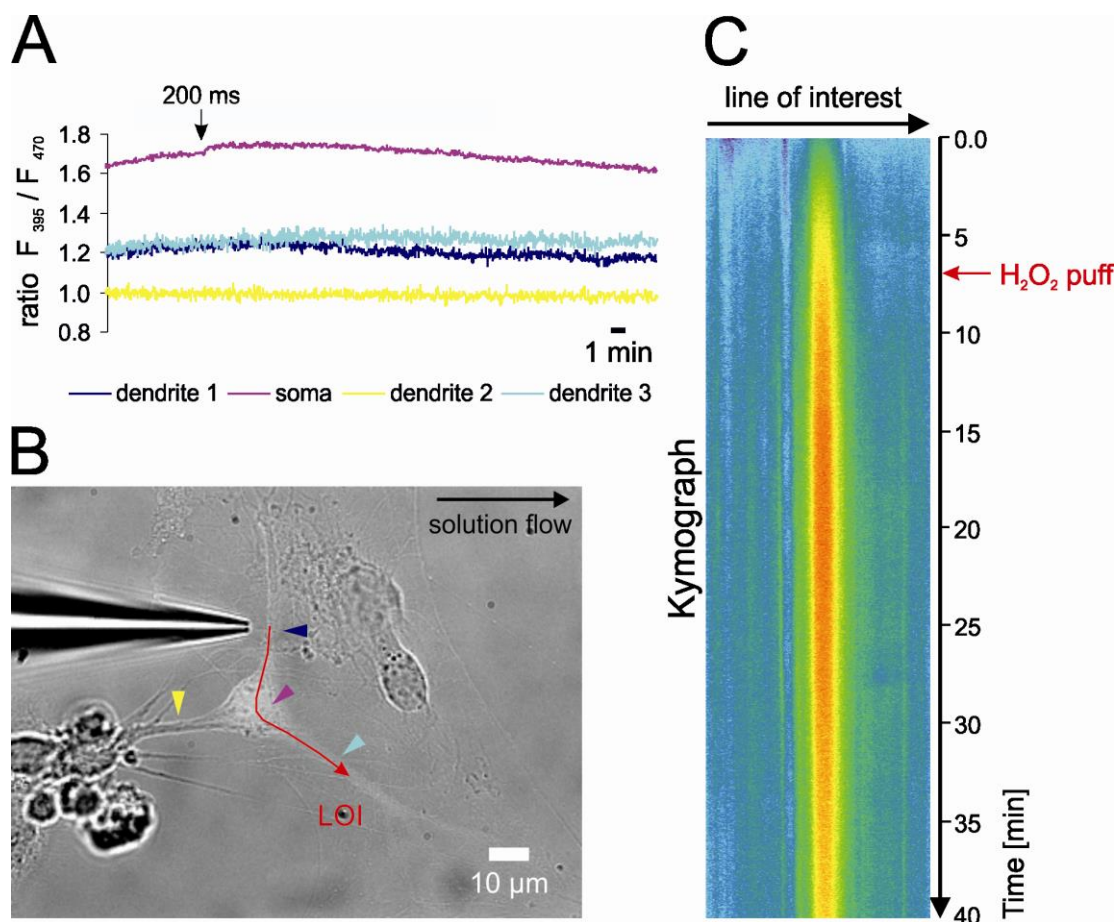 A
200 ms
1.8
1.6
1.4
1.2
1.0
0.8
ratio F 395 / F 470
1 min
dendrite 1
soma
dendrite 2
dendrite 3
B
solution flow
LOI
10 µm
C
line of interest
Kymograph
0.0
5
H₂O₂ puff
10
15
20
25
30
35
40
Time [min]